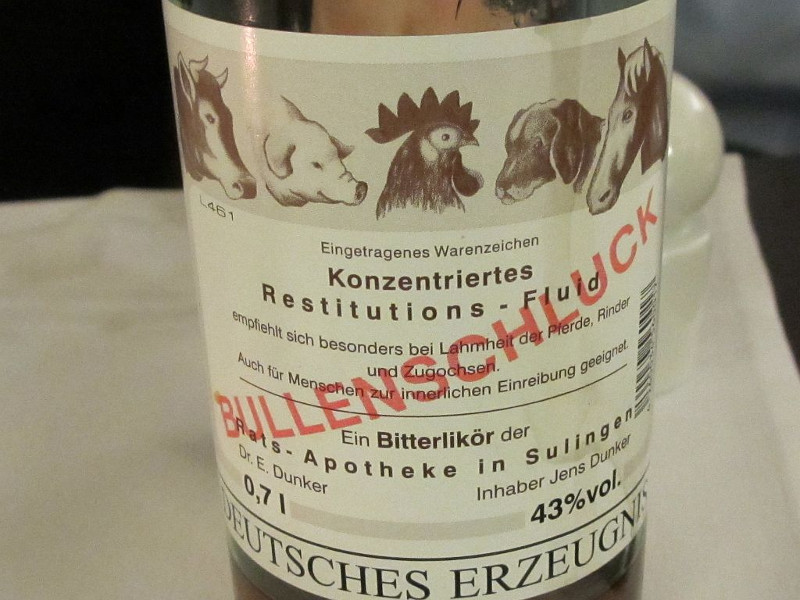 L461
Eingetragenes Warenzeichen
Konzentriertes
Restitutions - Fluid
empfiehlt sich besonders bei Lahmheit der Pferde, Rinder
und Zugochsen.
Auch für Menschen zur innerlichen Einreibung geeignet.
BULLENSCHLUCK
Ein Bitterlikör der
Rats-Apotheke in Sulingen
Dr. E. Dunker
Inhaber Jens Dunker
0,7 l
43%vol.
DEUTSCHES ERZEUGNIS